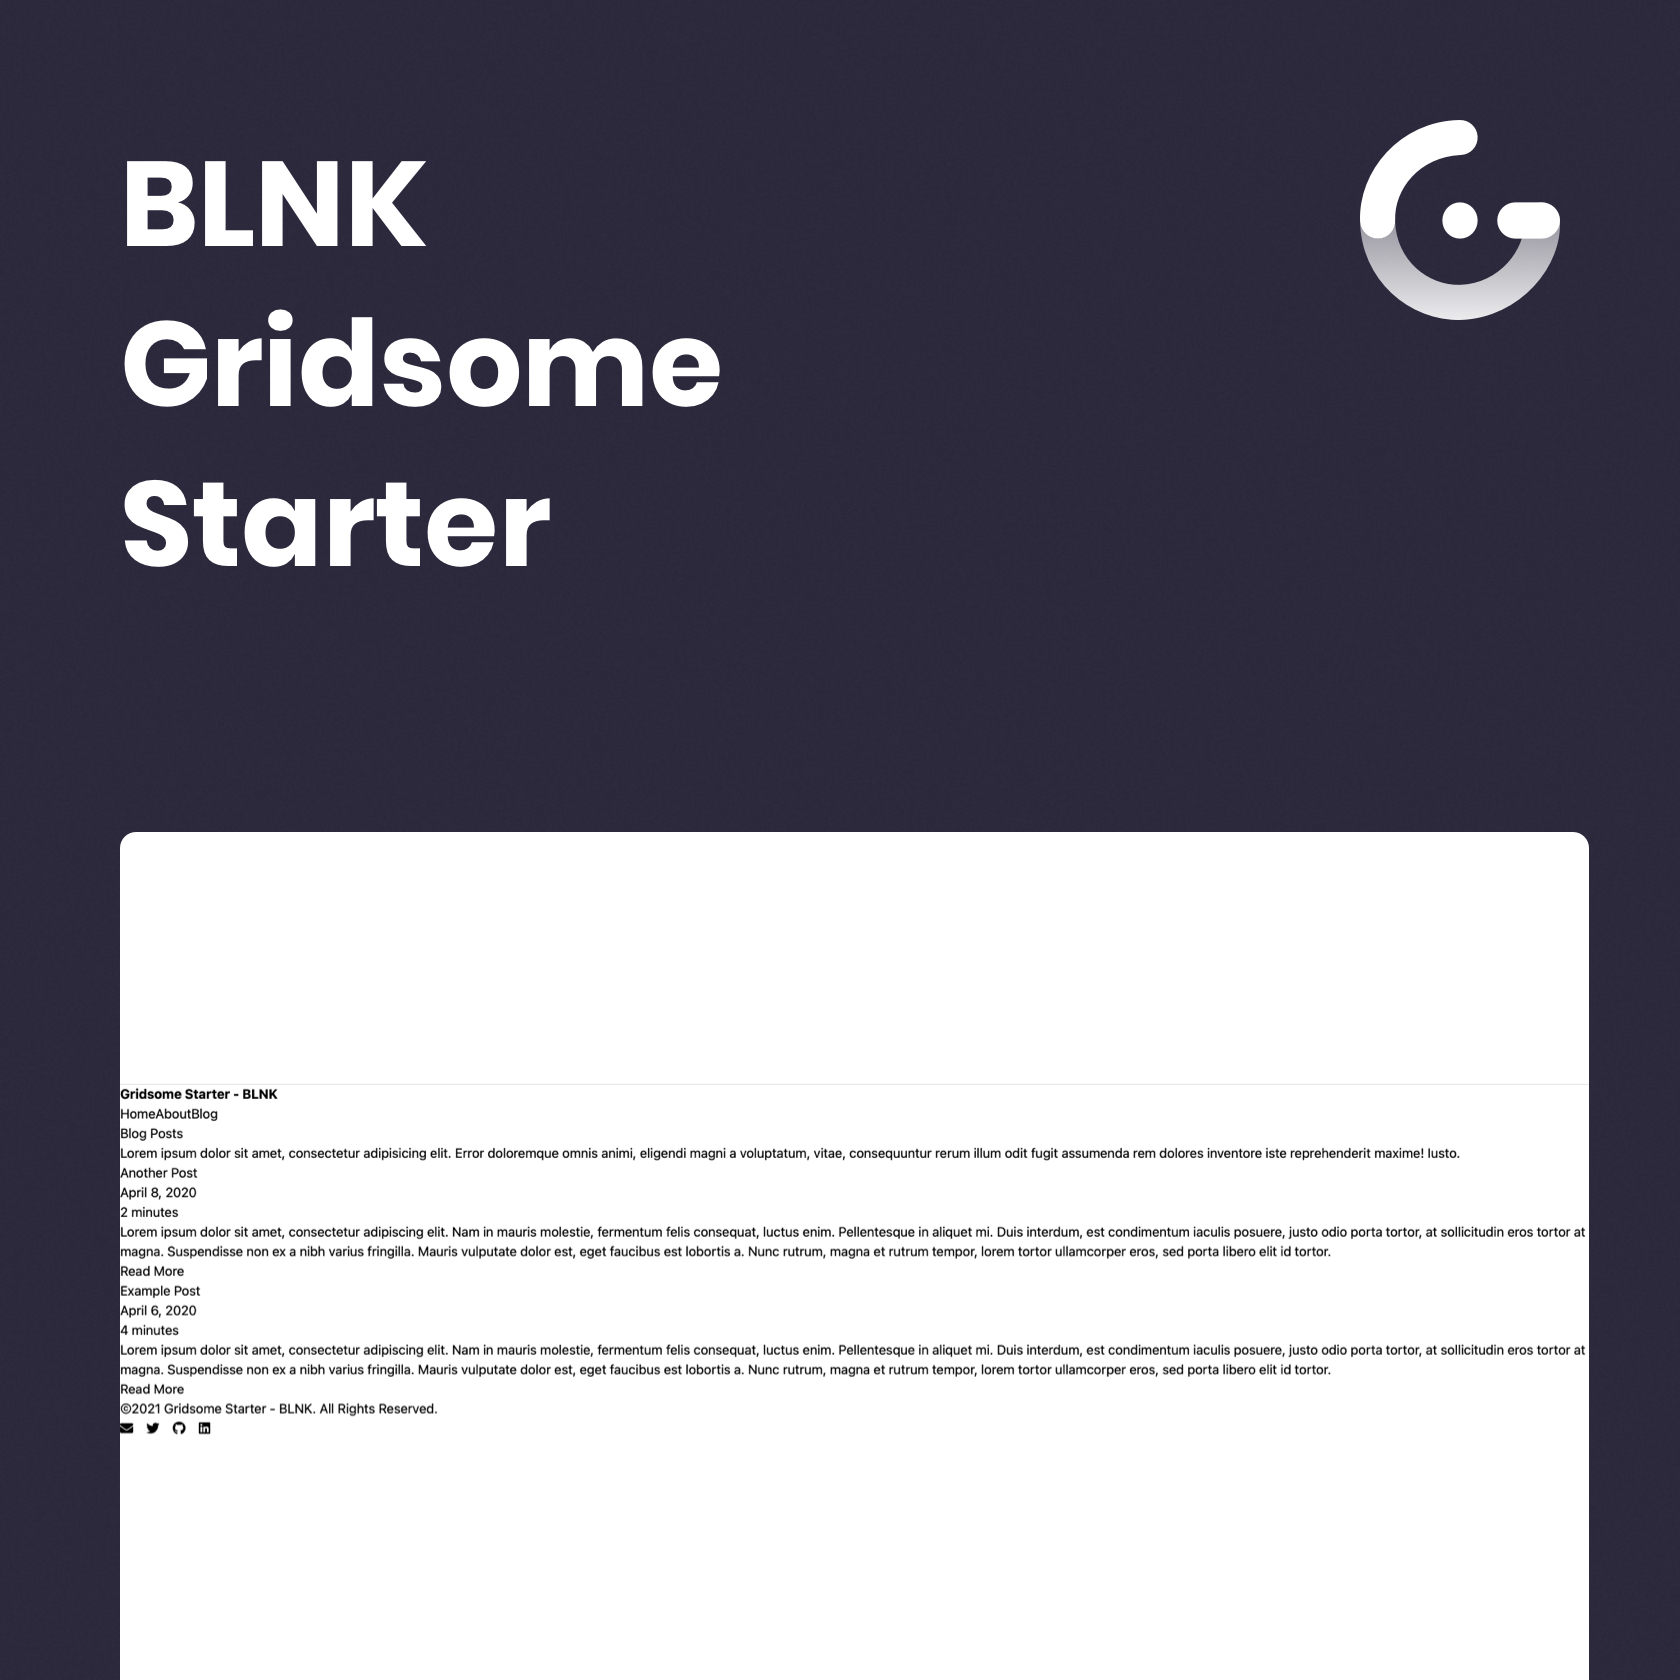 BLNK
Gridsome
Starter
Gridsome Starter - BLNK
HomeAboutBlog
Blog Posts
Lorem ipsum dolor sit amet, consectetur adipisicing elit. Error doloremque omnis animi, eligendi magni a voluptatum, vitae, consequuntur rerum illum odit fugit assumenda rem dolores inventore iste reprehenderit maxime! Iusto.
Another Post
April 8, 2020
2 minutes
Lorem ipsum dolor sit amet, consectetur adipiscing elit. Nam in mauris molestie, fermentum felis consequat, luctus enim. Pellentesque in aliquet mi. Duis interdum, est condimentum iaculis posuere, justo odio porta tortor, at sollicitudin eros tortor at
magna. Suspendisse non ex a nibh varius fringilla. Mauris vulputate dolor est, eget faucibus est lobortis a. Nunc rutrum, magna et rutrum tempor, lorem tortor ullamcorper eros, sed porta libero elit id tortor.
Read More
Example Post
April 6, 2020
4 minutes
Lorem ipsum dolor sit amet, consectetur adipiscing elit. Nam in mauris molestie, fermentum felis consequat, luctus enim. Pellentesque in aliquet mi. Duis interdum, est condimentum iaculis posuere, justo odio porta tortor, at sollicitudin eros tortor at
magna. Suspendisse non ex a nibh varius fringilla. Mauris vulputate dolor est, eget faucibus est lobortis a. Nunc rutrum, magna et rutrum tempor, lorem tortor ullamcorper eros, sed porta libero elit id tortor.
Read More
©2021 Gridsome Starter - BLNK. All Rights Reserved.